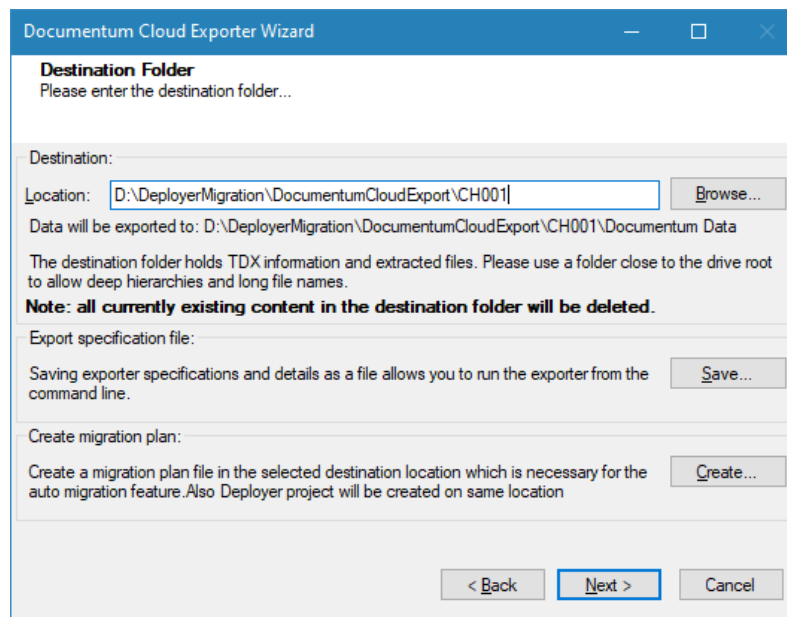 Documentum Cloud Exporter Wizard
Destination Folder
Please enter the destination folder...
Destination:
Location: D:\DeployerMigration\DocumentumCloudExport\CH001 Browse...
Data will be exported to: D:\DeployerMigration\DocumentumCloudExport\CH001\Documentum Data
The destination folder holds TDX information and extracted files. Please use a folder close to the drive root
to allow deep hierarchies and long file names.
Note: all currently existing content in the destination folder will be deleted.
Export specification file:
Saving exporter specifications and details as a file allows you to run the exporter from the
command line.
Save...
Create migration plan:
Create a migration plan file in the selected destination location which is necessary for the
auto migration feature.Also Deployer project will be created on same location
Create...
< Back Next > Cancel